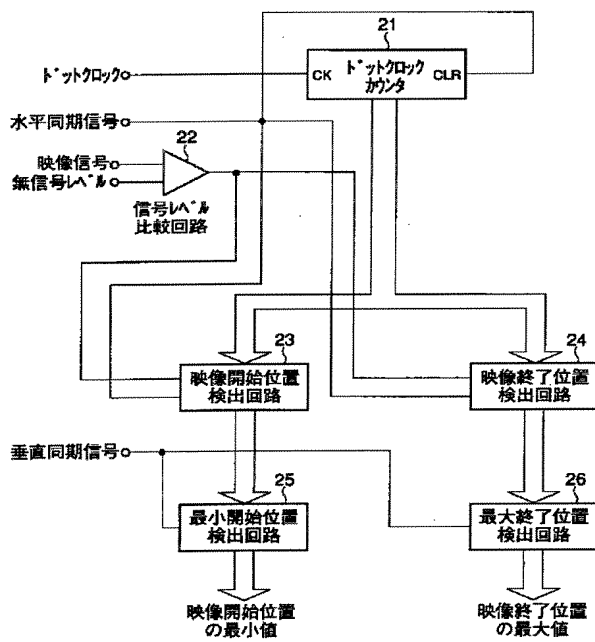 21
ドットクロック
CK
ドットクロック
カウンタ
CLR
水平同期信号
22
映像信号
無信号レベル
信号レベル
比較回路
23
映像開始位置
検出回路
24
映像終了位置
検出回路
垂直同期信号
25
最小開始位置
検出回路
26
最大終了位置
検出回路
映像開始位置
の最小値
映像終了位置
の最大値